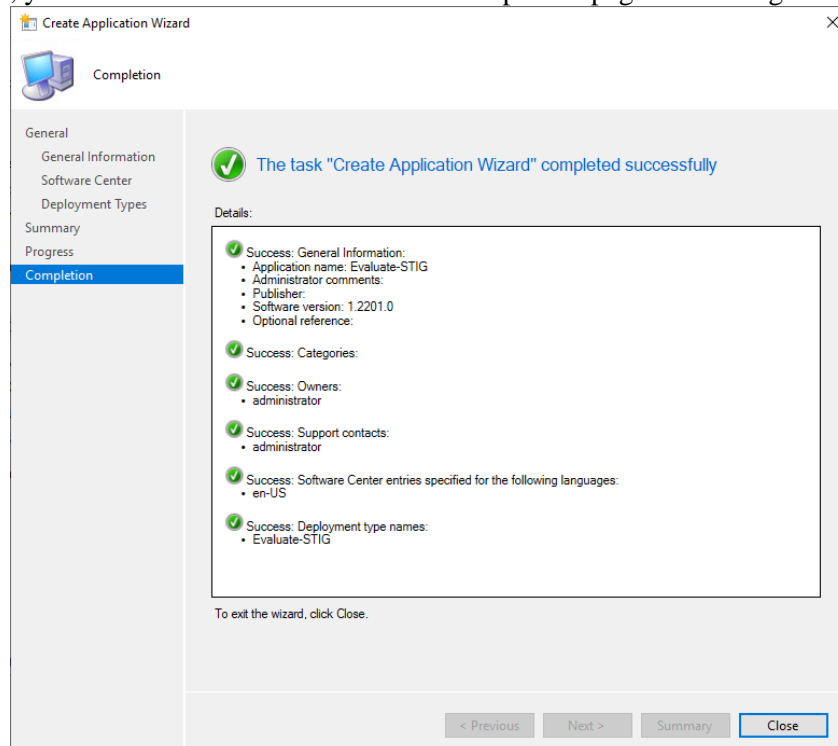 Create Application Wizard
Completion
General
General Information
Software Center
Deployment Types
Summary
Progress
Completion
The task "Create Application Wizard" completed successfully
Details:
Success: General Information:
• Application name: Evaluate-STIG
• Administrator comments:
• Publisher:
• Software version: 1.2201.0
• Optional reference:
Success: Categories:
Success: Owners:
• administrator
Success: Support contacts:
• administrator
Success: Software Center entries specified for the following languages:
• en-US
Success: Deployment type names:
• Evaluate-STIG
To exit the wizard, click Close.
< Previous Next > Summary Close